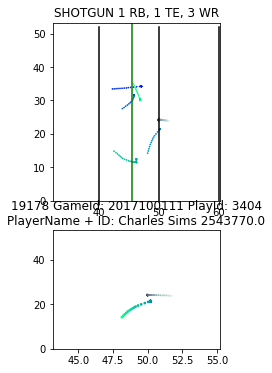 SHOTGUN 1 RB, 1 TE, 3 WR
50
40
30
20
10
0
40 50 60
19178 GameId: 2017100111 PlayId: 3404
PlayerName + ID: Charles Sims 2543770.0
40
20
0
45.0 47.5 50.0 52.5 55.0